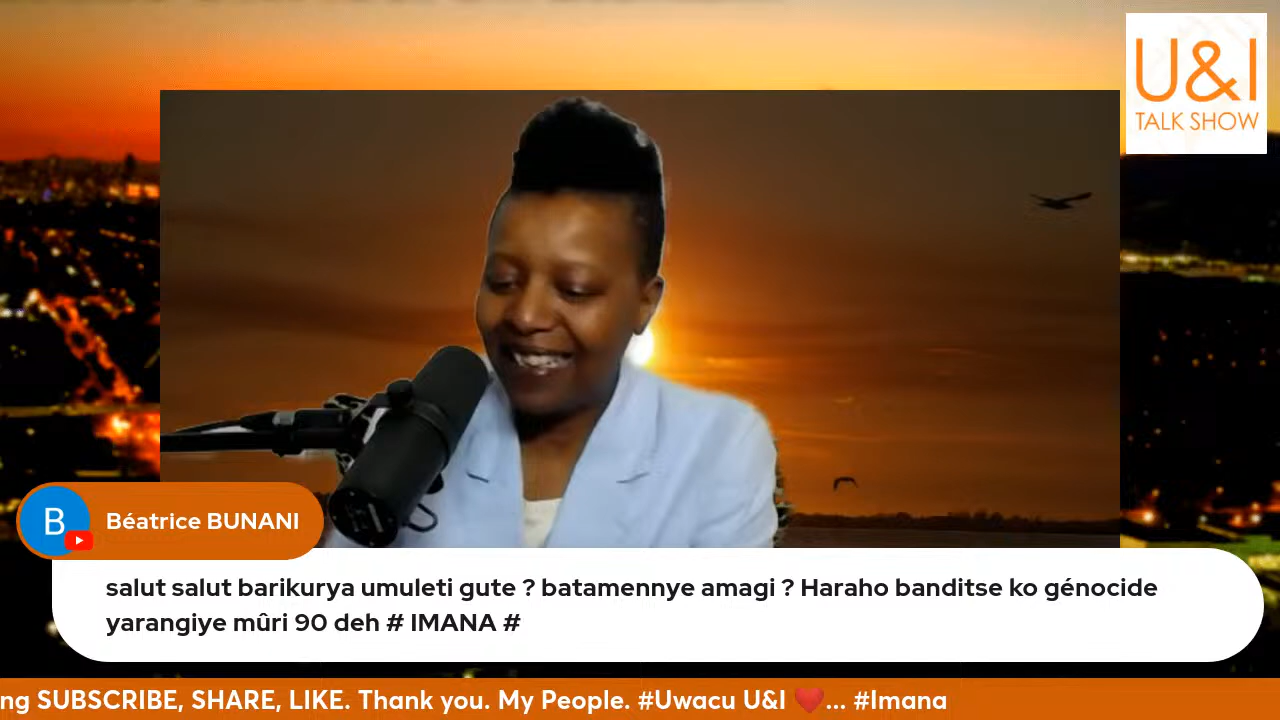 U&I
TALK SHOW
B
Béatrice BUNANI
salut salut barikurya umuleti gute ? batamennye amagi ? Haraho banditse ko génocide
yarangiye mûri 90 deh # IMANA #
ng SUBSCRIBE, SHARE, LIKE. Thank you. My People. #Uwacu U&I ❤️... #Imana